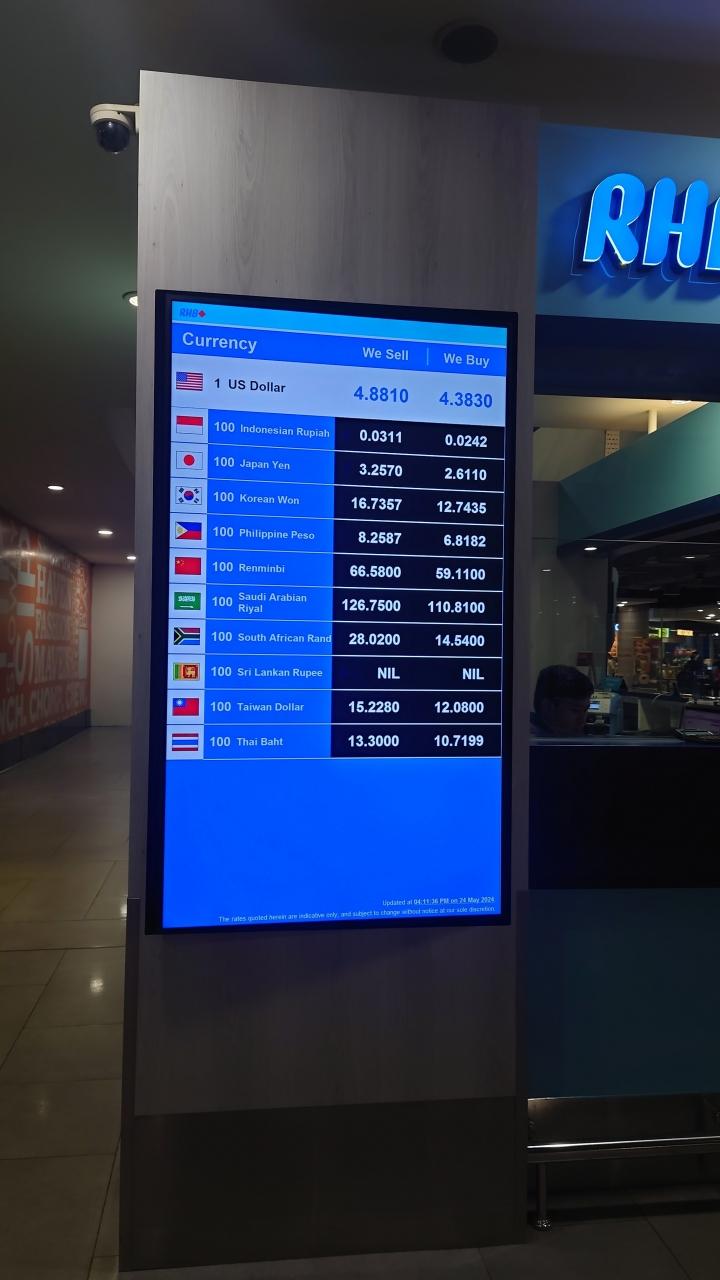 RHB
RHB
Currency We Sell We Buy
1 US Dollar 4.8810 4.3830
100 Indonesian Rupiah 0.0311 0.0242
100 Japan Yen 3.2570 2.6110
100 Korean Won 16.7357 12.7435
100 Philippine Peso 8.2587 6.8182
100 Renminbi 66.5800 59.1100
100 Saudi Arabian
Riyal 126.7500 110.8100
100 South African Rand 28.0200 14.5400
100 Sri Lankan Rupee NIL NIL
100 Taiwan Dollar 15.2280 12.0800
100 Thai Baht 13.3000 10.7199
Updated at 04:11:36 PM on 24 May 2024
The rates quoted herein are indicative only, and subject to change without notice at our sole discretion.